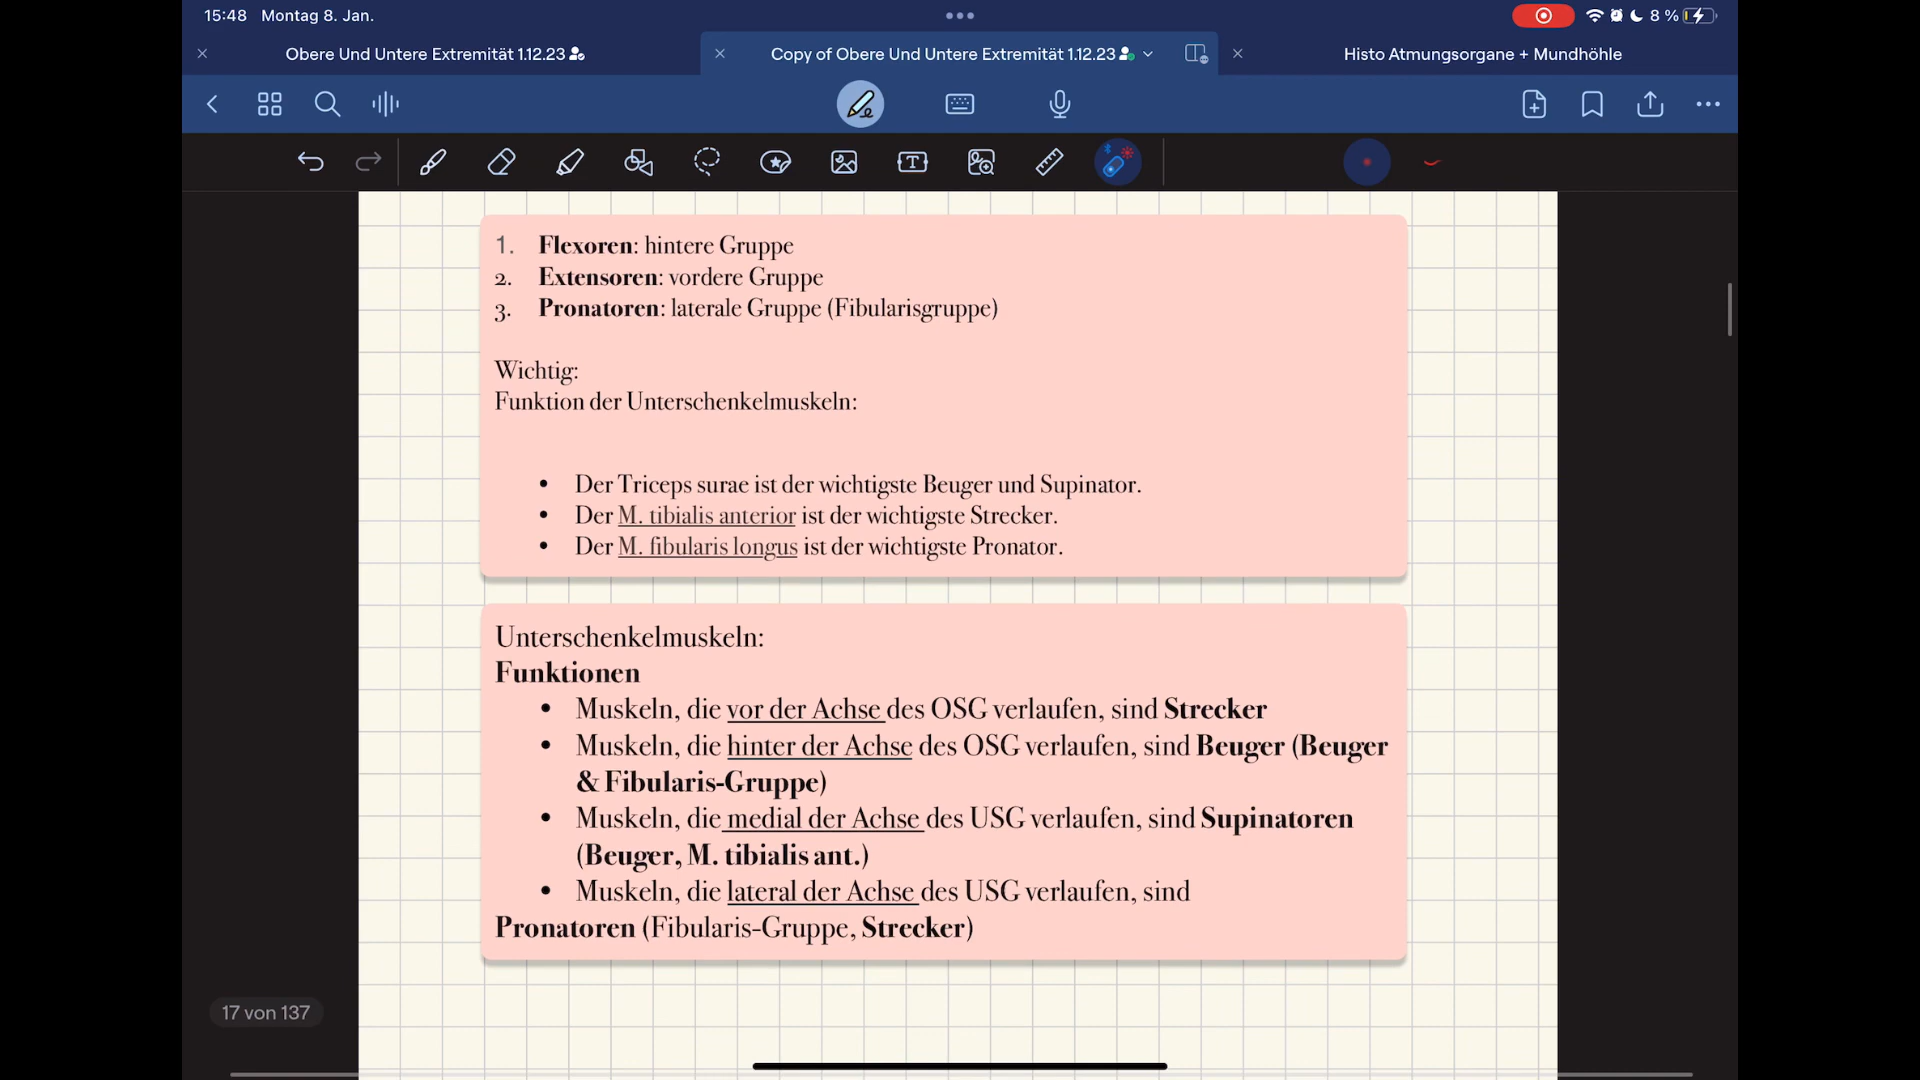 15:48 Montag 8. Jan.
8 %
Obere Und Untere Extremität 1.12.23
Copy of Obere Und Untere Extremität 1.12.23
Histo Atmungsorgane + Mundhöhle
1. Flexoren: hintere Gruppe
2. Extensoren: vordere Gruppe
3. Pronatoren: laterale Gruppe (Fibularisgruppe)
Wichtig:
Funktion der Unterschenkelmuskeln:
• Der Triceps surae ist der wichtigste Beuger und Supinator.
• Der M. tibialis anterior ist der wichtigste Strecker.
• Der M. fibularis longus ist der wichtigste Pronator.
Unterschenkelmuskeln:
Funktionen
• Muskeln, die vor der Achse des OSG verlaufen, sind Strecker
• Muskeln, die hinter der Achse des OSG verlaufen, sind Beuger (Beuger
& Fibularis-Gruppe)
• Muskeln, die medial der Achse des USG verlaufen, sind Supinatoren
(Beuger, M. tibialis ant.)
• Muskeln, die lateral der Achse des USG verlaufen, sind
Pronatoren (Fibularis-Gruppe, Strecker)
17 von 137